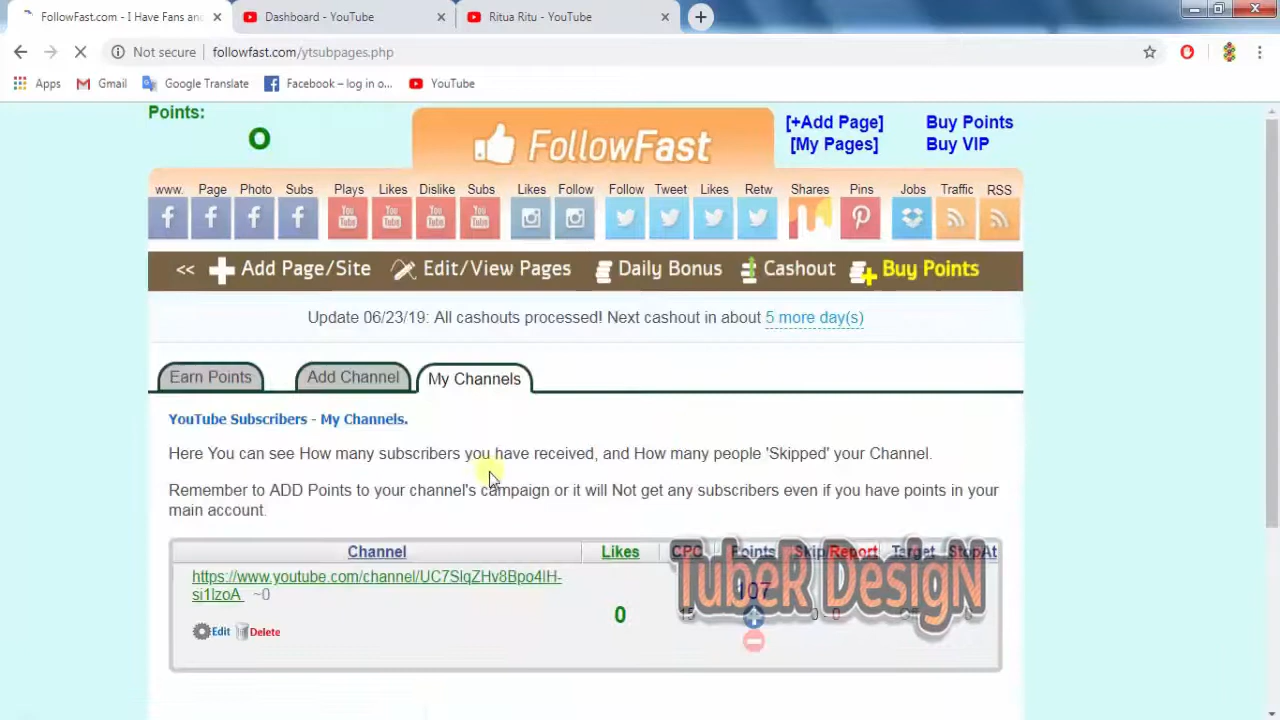 FollowFast.com - I Have Fans and
Dashboard - YouTube
Ritua Ritu - YouTube
Not secure followfast.com/ytsubpages.php
Apps Gmail Google Translate Facebook – log in o... YouTube
Points:
0
FollowFast
[+Add Page] Buy Points
[My Pages] Buy VIP
www. Page Photo Subs Plays Likes Dislike Subs Likes Follow Follow Tweet Likes Retw Shares Pins Jobs Traffic RSS
<< Add Page/Site Edit/View Pages Daily Bonus Cashout Buy Points
Update 06/23/19: All cashouts processed! Next cashout in about 5 more day(s)
Earn Points Add Channel My Channels
YouTube Subscribers - My Channels.
Here You can see How many subscribers you have received, and How many people 'Skipped' your Channel.
Remember to ADD Points to your channel's campaign or it will Not get any subscribers even if you have points in your
main account.
Channel Likes CPC Points Skip/Report Target StopAt
https://www.youtube.com/channel/UC7SlqZHv8Bpo4IH-
si1lzoA ~0
107
0 15 0 - 0
Edit Delete
TubeR DesigN